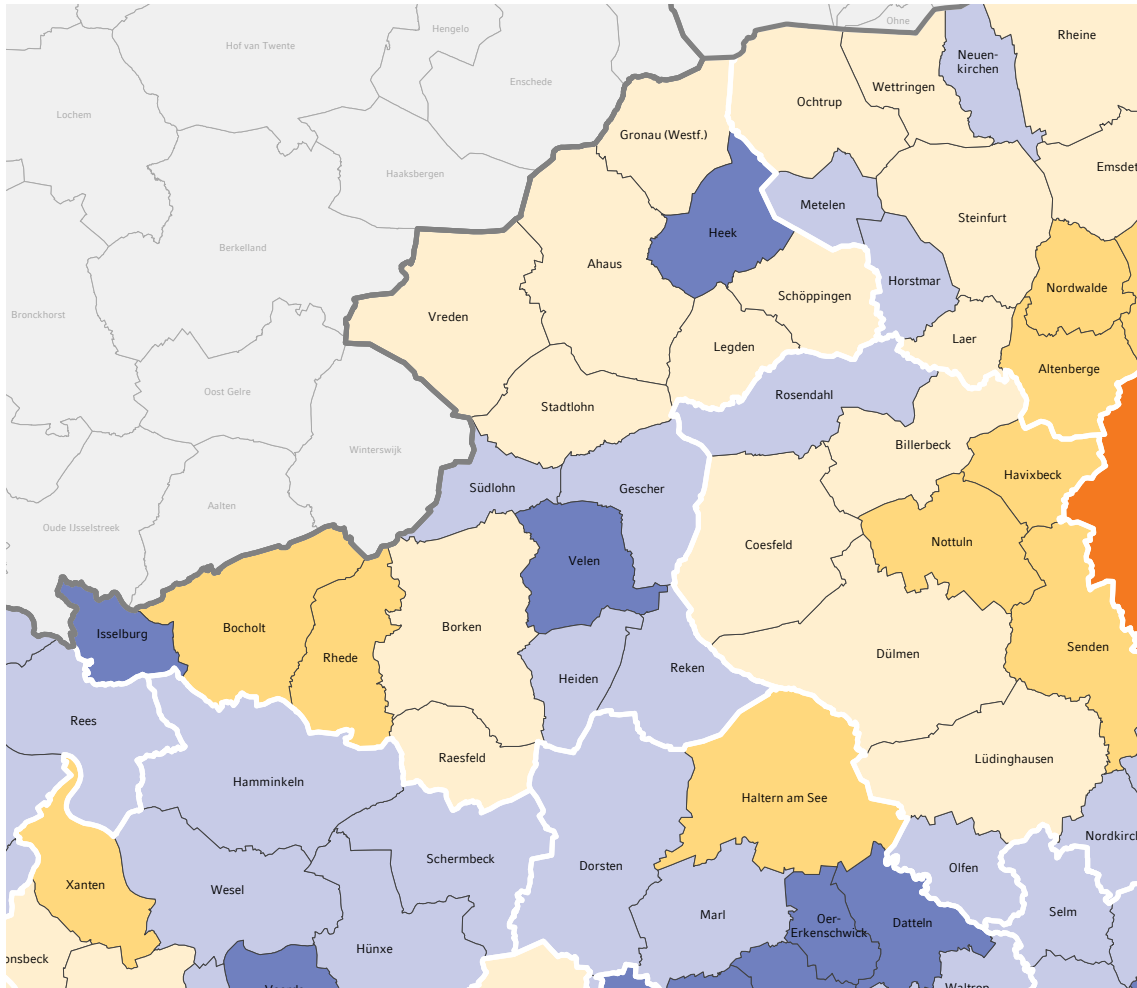 Ohne
Hengelo
Hof van Twente
Rheine
Neuen-
kirchen
Enschede
Wettringen
Ochtrup
Lochem
Gronau (Westf.)
Emsdet
Haaksbergen
Metelen
Steinfurt
Heek
Berkelland
Ahaus
Horstmar
Nordwalde
Schöppingen
Bronckhorst
Vreden
Laer
Legden
Altenberge
Oost Gelre
Rosendahl
Stadtlohn
Billerbeck
Winterswijk
Havixbeck
Südlohn
Gescher
Aalten
Oude IJsselstreek
Nottuln
Coesfeld
Velen
Isselburg
Bocholt
Borken
Senden
Rhede
Dülmen
Reken
Heiden
Rees
Raesfeld
Lüdinghausen
Hamminkeln
Haltern am See
Nordkirch
Schermbeck
Dorsten
Olfen
Xanten
Wesel
Selm
Marl
Oer-
Erkenschwick
Datteln
Hünxe
onsbeck
Waltrop